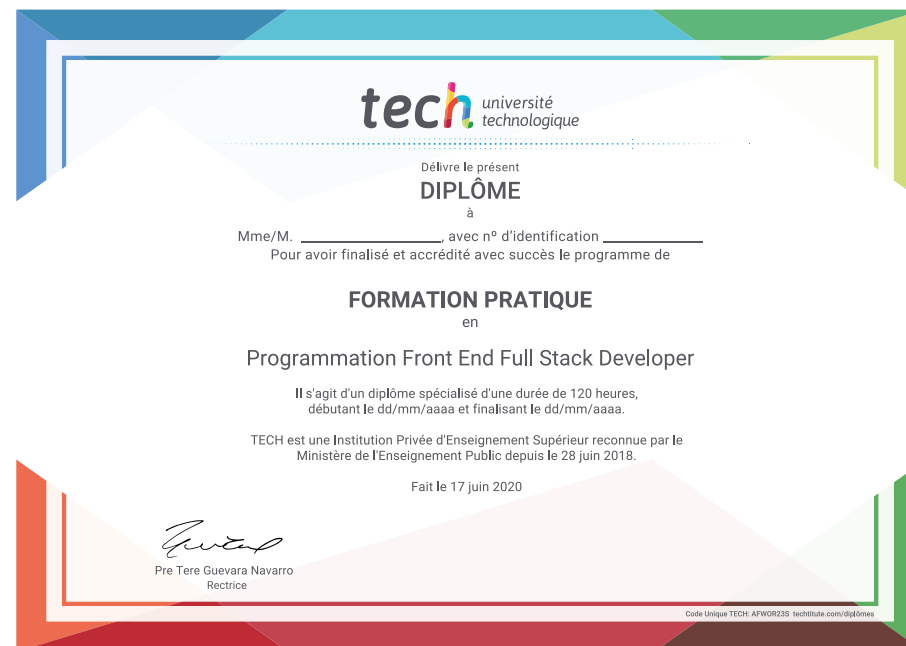 tech université
technologique
Délivre le présent
DIPLÔME
à
Mme/M. ____________________, avec nº d'identification ______________
Pour avoir finalisé et accrédité avec succès le programme de
FORMATION PRATIQUE
en
Programmation Front End Full Stack Developer
Il s'agit d'un diplôme spécialisé d'une durée de 120 heures,
débutant le dd/mm/aaaa et finalisant le dd/mm/aaaa.
TECH est une Institution Privée d'Enseignement Supérieur reconnue par le
Ministère de l'Enseignement Public depuis le 28 juin 2018.
Fait le 17 juin 2020
Pre Tere Guevara Navarro
Rectrice
Code Unique TECH: AFWOR23S techtitute.com/diplômes